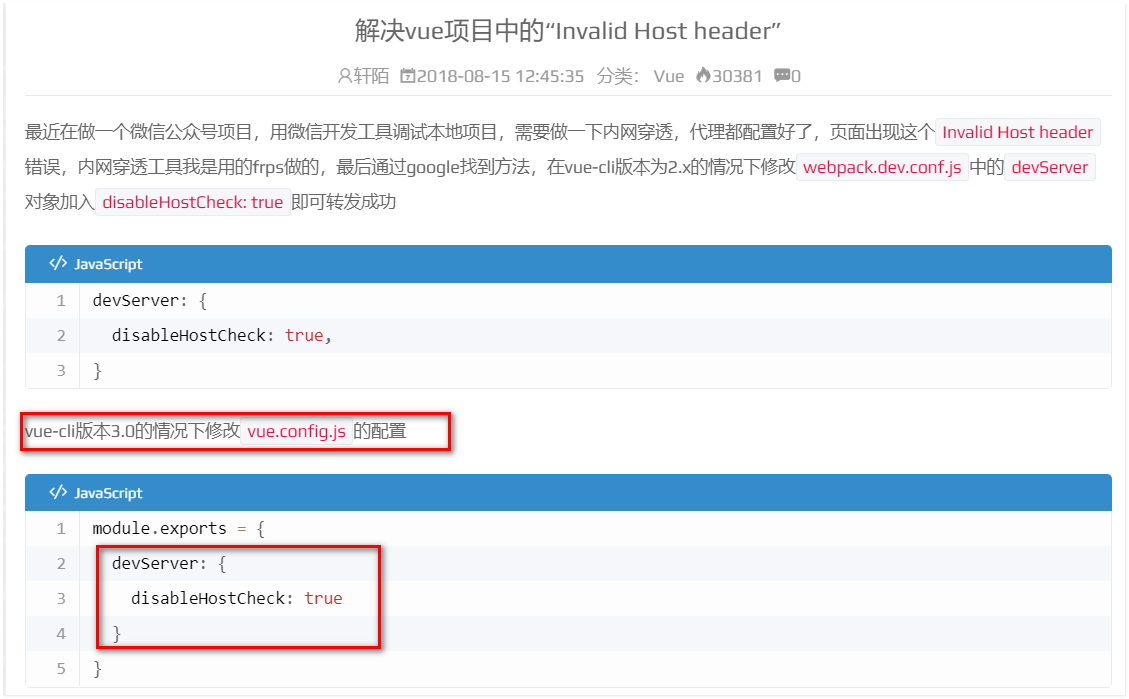 解决vue项目中的“Invalid Host header”
轩陌 2018-08-15 12:45:35 分类： Vue 30381 0
最近在做一个微信公众号项目，用微信开发工具调试本地项目，需要做一下内网穿透，代理都配置好了，页面出现这个 Invalid Host header
错误，内网穿透工具我是用的frps做的，最后通过google找到方法，在vue-cli版本为2.x的情况下修改 webpack.dev.conf.js 中的 devServer
对象加入 disableHostCheck: true 即可转发成功
</> JavaScript
1 devServer: {
2 disableHostCheck: true,
3 }
vue-cli版本3.0的情况下修改 vue.config.js 的配置
</> JavaScript
1 module.exports = {
2 devServer: {
3 disableHostCheck: true
4 }
5 }